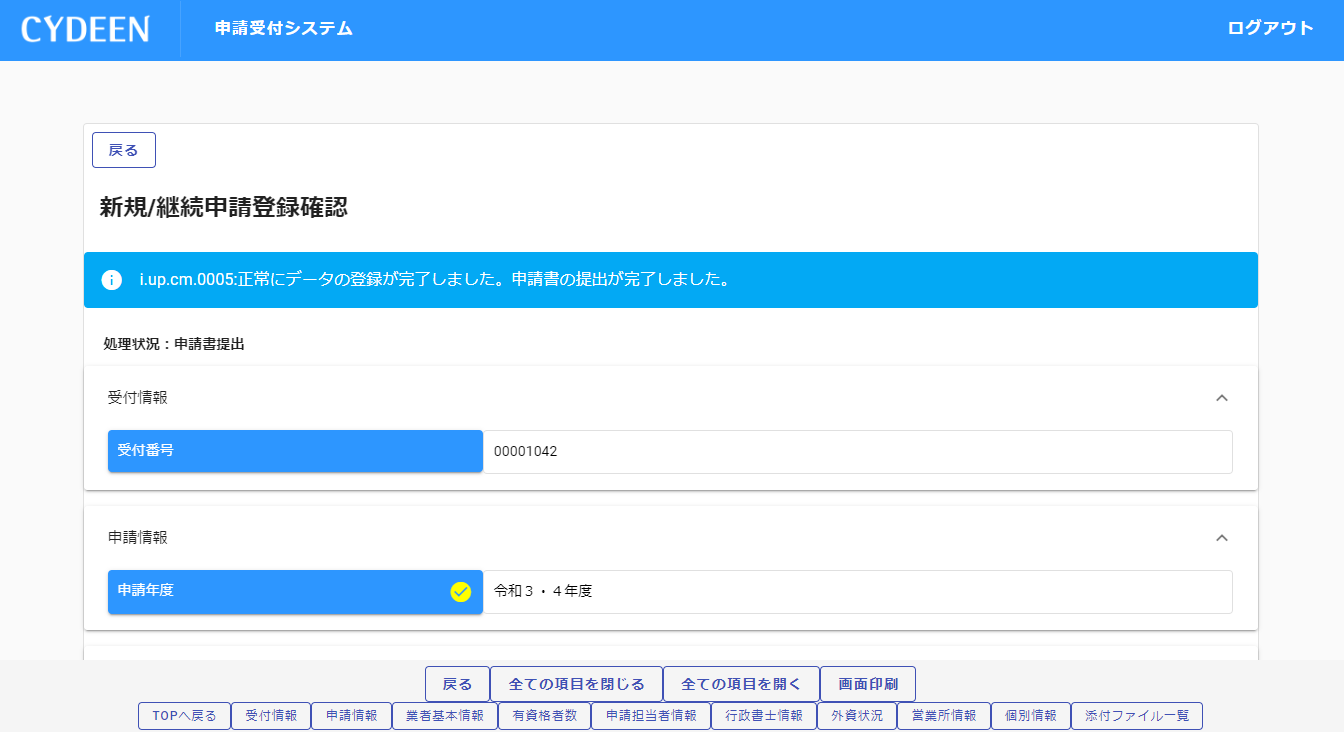 CYDEEN 申請受付システム ログアウト
戻る
新規/継続申請登録確認
i.up.cm.0005:正常にデータの登録が完了しました。申請書の提出が完了しました。
処理状況：申請書提出
受付情報
受付番号 00001042
申請情報
申請年度 令和３・４年度
戻る 全ての項目を閉じる 全ての項目を開く 画面印刷
TOPへ戻る 受付情報 申請情報 業者基本情報 有資格者数 申請担当者情報 行政書士情報 外資状況 営業所情報 個別情報 添付ファイル一覧